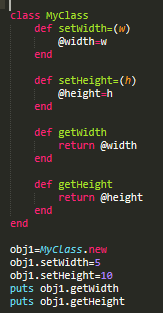 class MyClass
def setWidth=(w)
@width=w
end
def setHeight=(h)
@height=h
end
def getWidth
return @width
end
def getHeight
return @height
end
end
obj1=MyClass.new
obj1.setWidth=5
obj1.setHeight=10
puts obj1.getWidth
puts obj1.getHeight